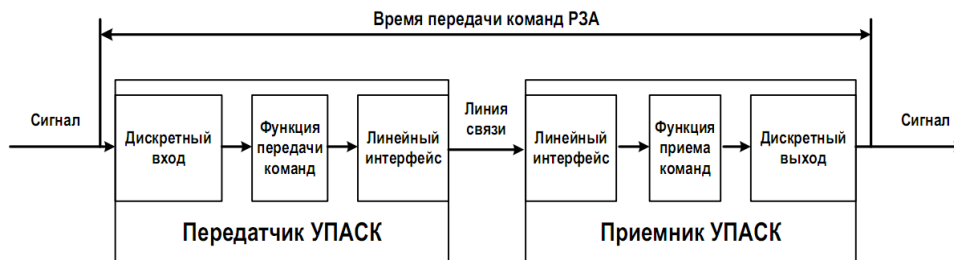 Время передачи команд РЗА
Сигнал
Дискретный
вход
Функция
передачи
команд
Линейный
интерфейс
Линия
связи
Линейный
интерфейс
Функция
приема
команд
Дискретный
выход
Сигнал
Передатчик УПАСК
Приемник УПАСК